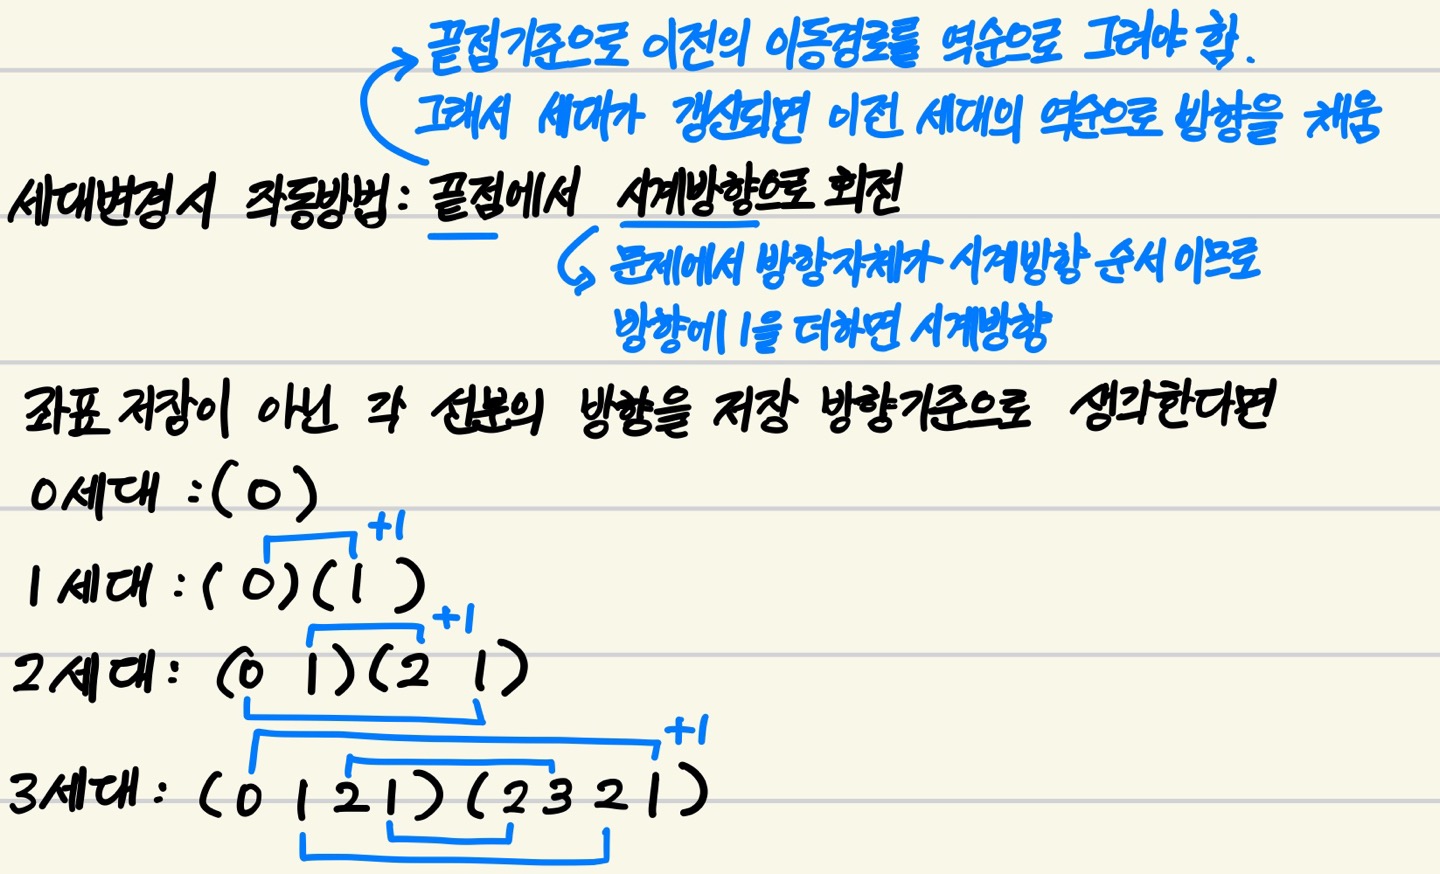 끝점기준으로 이전의 이동경로를 역순으로 그려야 함.
그래서 세대가 갱신되면 이전 세대의 역순으로 방향을 채움
세대변경시 작동방법: 끝점에서 시계방향으로 회전
문제에서 방향자체가 시계방향 순서 이므로
방향에 1을 더하면 시계방향
좌표 저장이 아닌 각 선분의 방향을 저장 방향기준으로 생각한다면
0세대 :(0)
+1
1세대 :(0)(1)
+1
2세대: (0 1)(2 1)
+1
3세대: (0 1 2 1)(2 3 2 1)